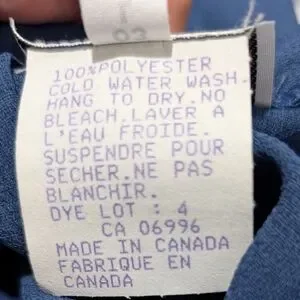 03
100%POLYESTER
COLD WATER WASH.
HANG TO DRY.NO
BLEACH.LAVER A
L'EAU FROIDE.
SUSPENDRE POUR
SECHER.NE PAS
BLANCHIR.
DYE LOT : 4
CA 06996
MADE IN CANADA
FABRIQUE EN
CANADA